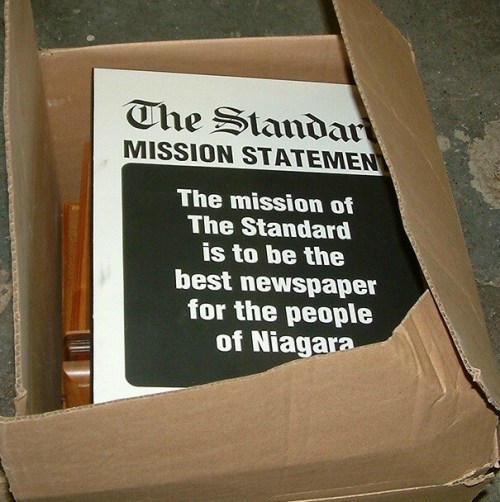 The Standar
MISSION STATEMEN
The mission of
The Standard
is to be the
best newspaper
for the people
of Niagara